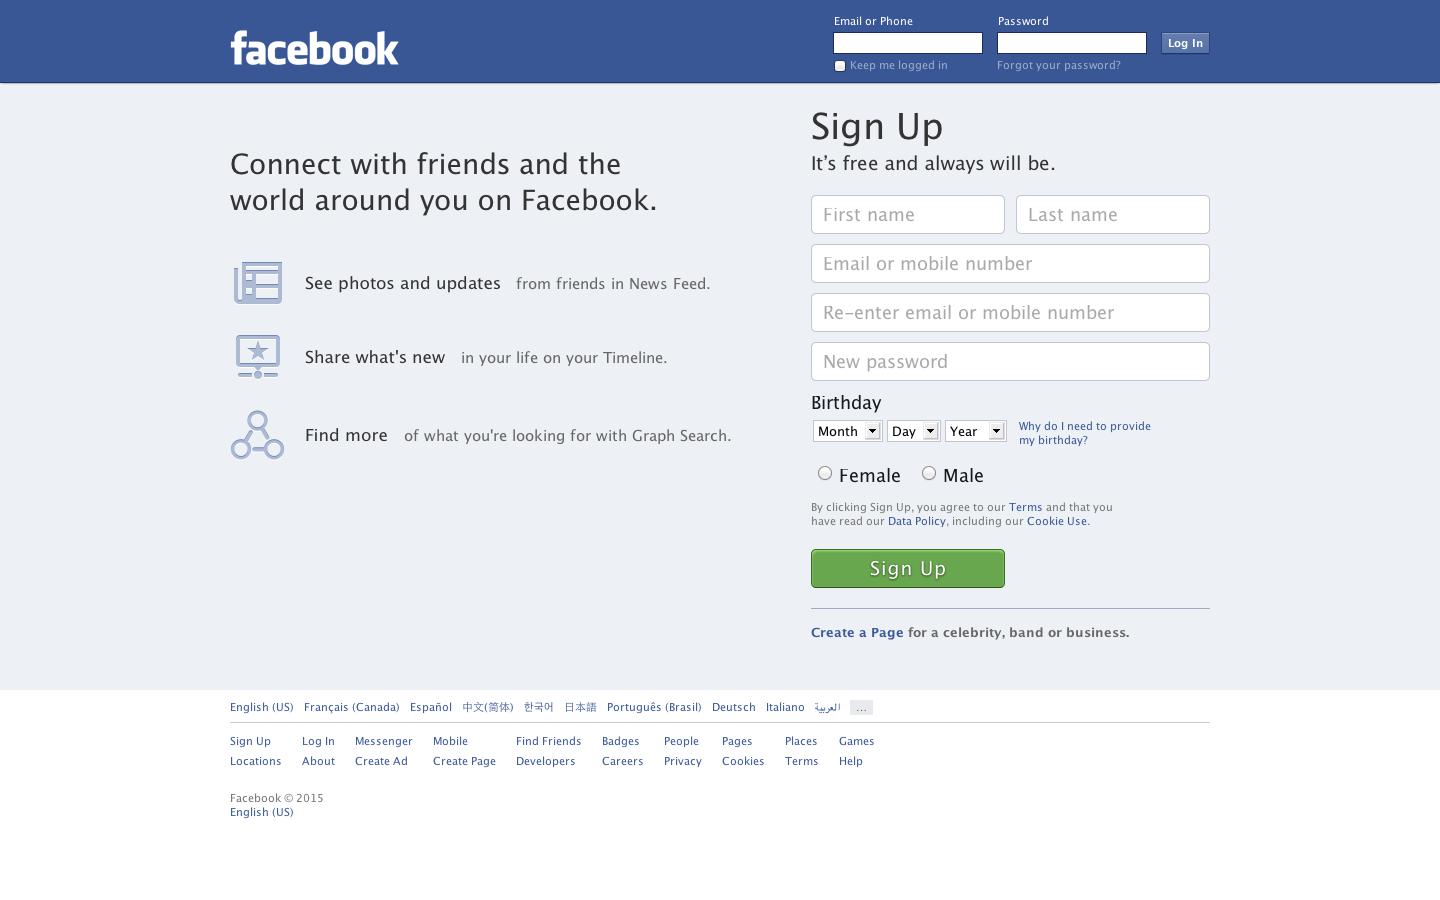 facebook
Email or Phone
Password
Log In
Keep me logged in
Forgot your password?
Connect with friends and the
world around you on Facebook.
See photos and updates from friends in News Feed.
Share what's new in your life on your Timeline.
Find more of what you're looking for with Graph Search.
Sign Up
It's free and always will be.
First name Last name
Email or mobile number
Re-enter email or mobile number
New password
Birthday
Month Day Year
Why do I need to provide
my birthday?
Female Male
By clicking Sign Up, you agree to our Terms and that you
have read our Data Policy, including our Cookie Use.
Sign Up
Create a Page for a celebrity, band or business.
English (US) Français (Canada) Español 中文(简体) 한국어 日本語 Português (Brasil) Deutsch Italiano العربية ...
Sign Up Log In Messenger Mobile Find Friends Badges People Pages Places Games
Locations About Create Ad Create Page Developers Careers Privacy Cookies Terms Help
Facebook © 2015
English (US)